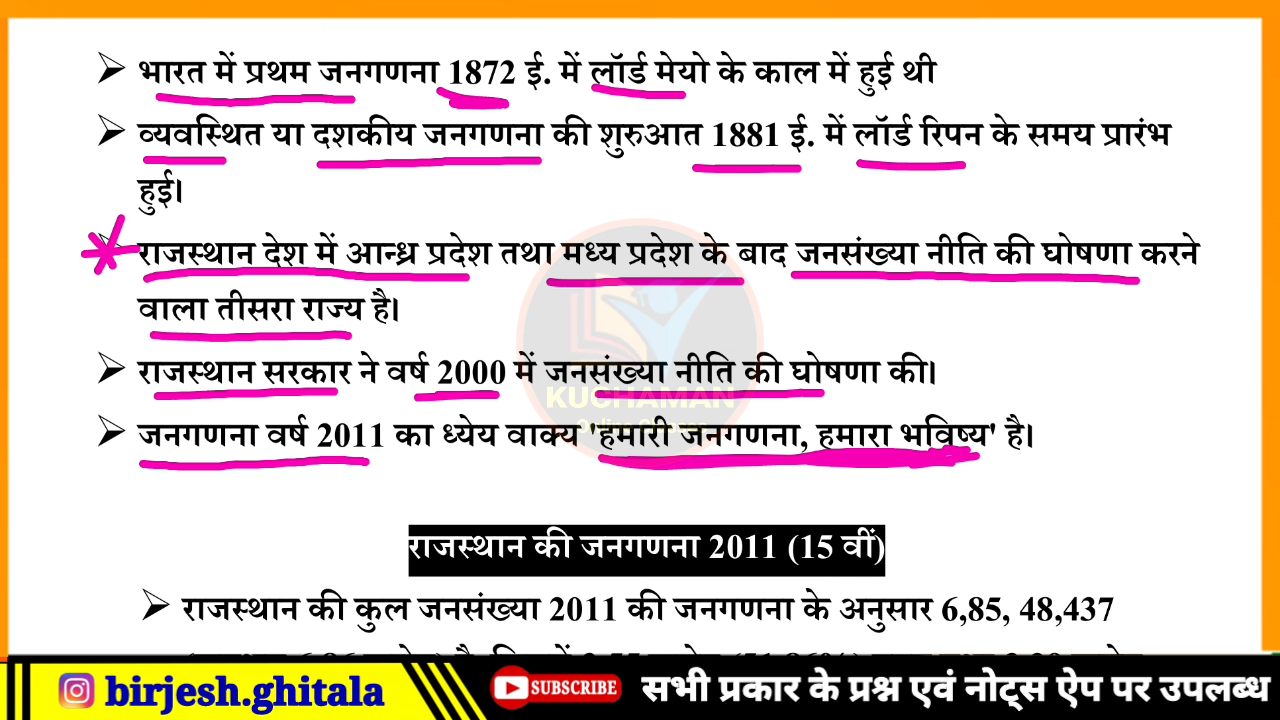 भारत में प्रथम जनगणना 1872 ई. में लॉर्ड मेयो के काल में हुई थी
व्यवस्थित या दशकीय जनगणना की शुरुआत 1881 ई. में लॉर्ड रिपन के समय प्रारंभ
हुई।
राजस्थान देश में आन्ध्र प्रदेश तथा मध्य प्रदेश के बाद जनसंख्या नीति की घोषणा करने
वाला तीसरा राज्य है।
राजस्थान सरकार ने वर्ष 2000 में जनसंख्या नीति की घोषणा की।
KUCHAMAN
जनगणना वर्ष 2011 का ध्येय वाक्य 'हमारी जनगणना, हमारा भविष्य' है।
राजस्थान की जनगणना 2011 (15 वीं)
राजस्थान की कुल जनसंख्या 2011 की जनगणना के अनुसार 6,85, 48,437
birjesh.ghitala
SUBSCRIBE
सभी प्रकार के प्रश्न एवं नोट्स ऐप पर उपलब्ध